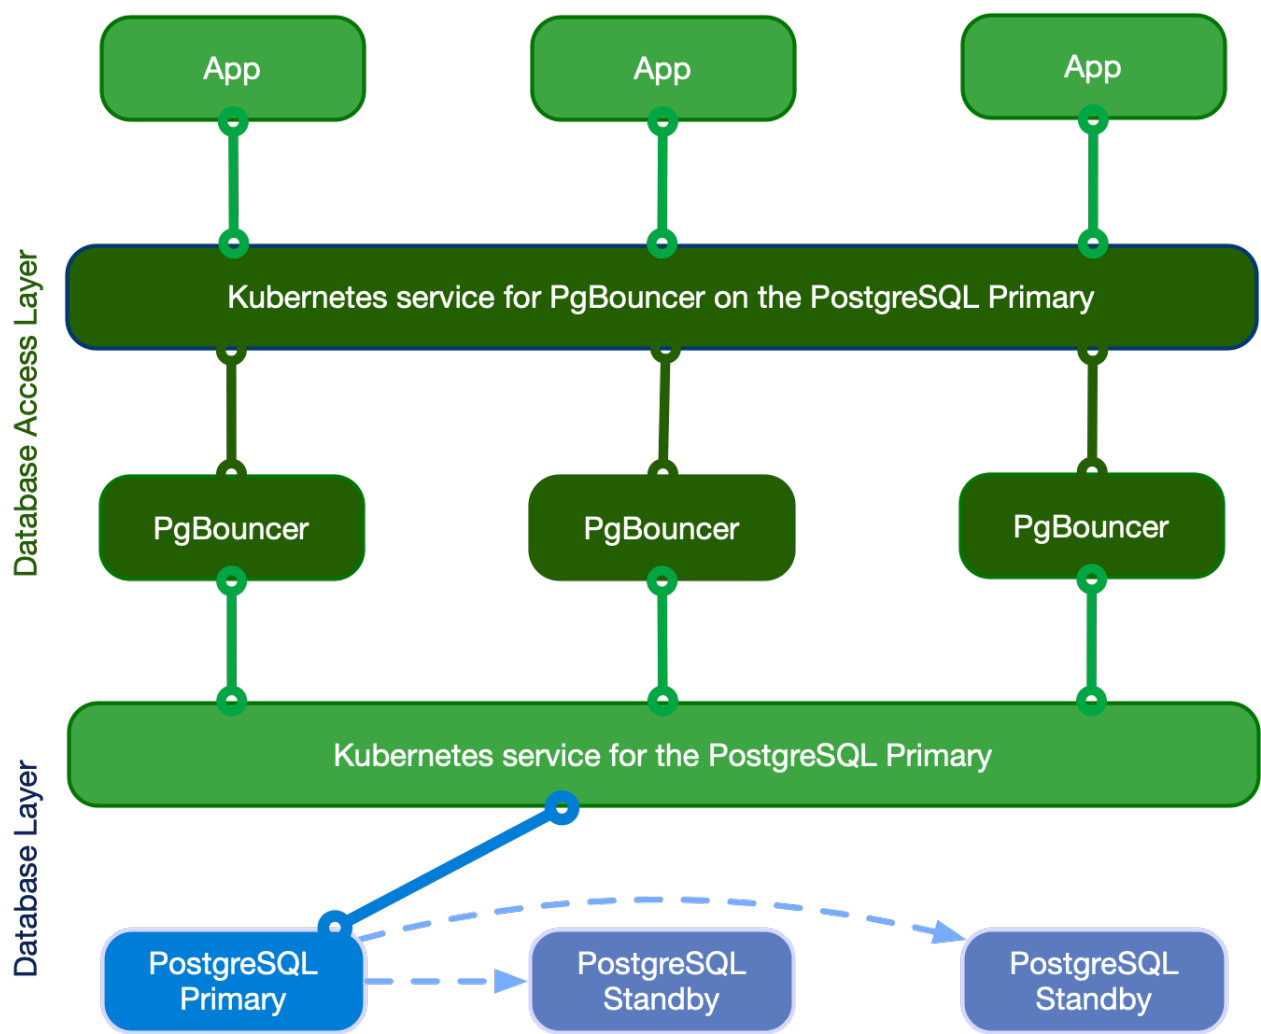 App
App
App
Database Access Layer
Kubernetes service for PgBouncer on the PostgreSQL Primary
PgBouncer
PgBouncer
PgBouncer
Kubernetes service for the PostgreSQL Primary
Database Layer
PostgreSQL
Primary
PostgreSQL
Standby
PostgreSQL
Standby